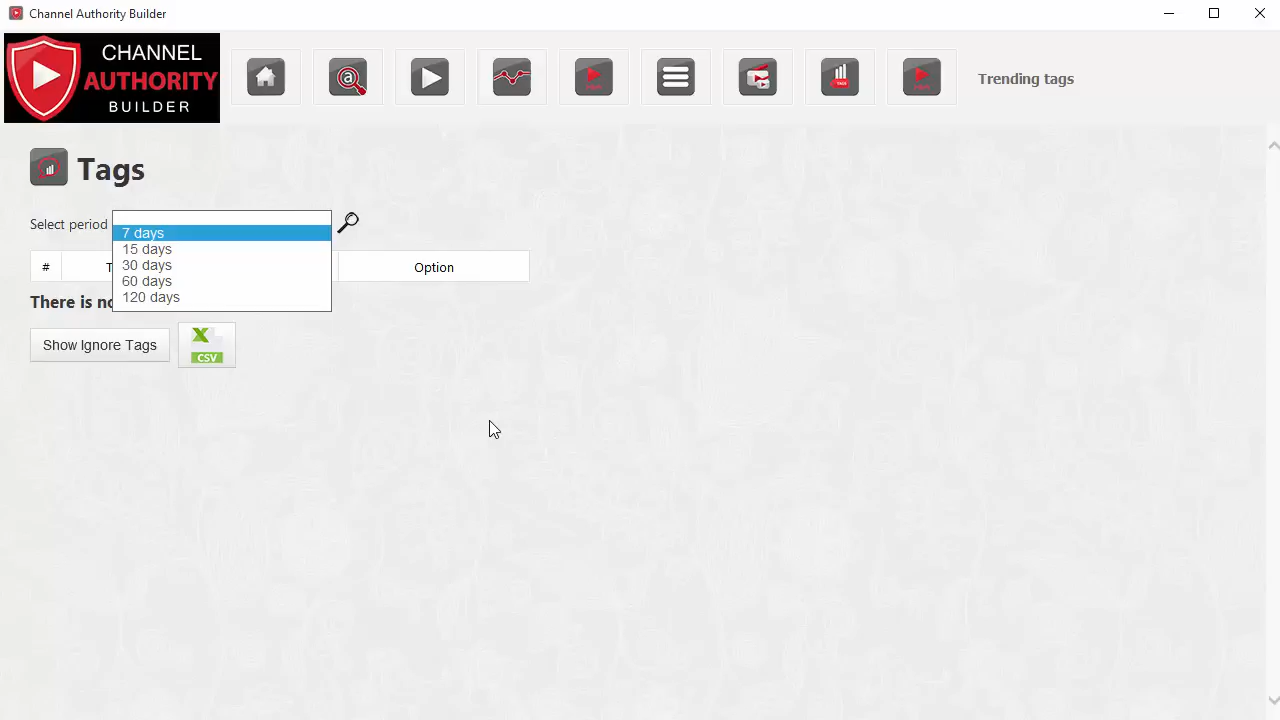 Channel Authority Builder
CHANNEL
AUTHORITY
BUILDER
Trending tags
Tags
Select period
7 days
15 days
30 days
60 days
120 days
# T Option
There is no
Show Ignore Tags
CSV